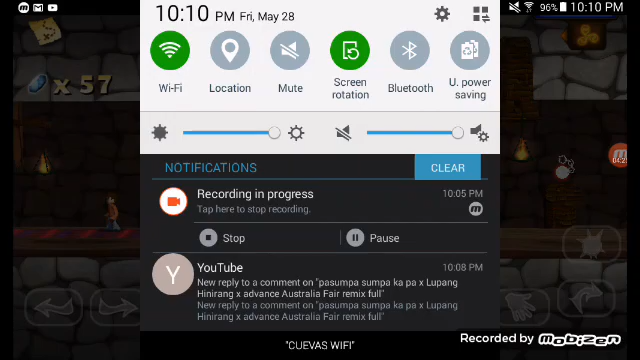 10:10 PM Fri, May 28
96% 10:10 PM
x 57
Wi-Fi
Location
Mute
Screen rotation
Bluetooth
U. power saving
NOTIFICATIONS
CLEAR
Recording in progress
10:05 PM
Tap here to stop recording.
Stop
Pause
YouTube
10:08 PM
New reply to a comment on "pasumpa sumpa ka pa x Lupang
Hinirang x advance Australia Fair remix full"
New reply to a comment on "pasumpa sumpa ka pa x Lupang
Hinirang x advance Australia Fair remix full"
Recorded by mobizen
"CUEVAS WIFI"